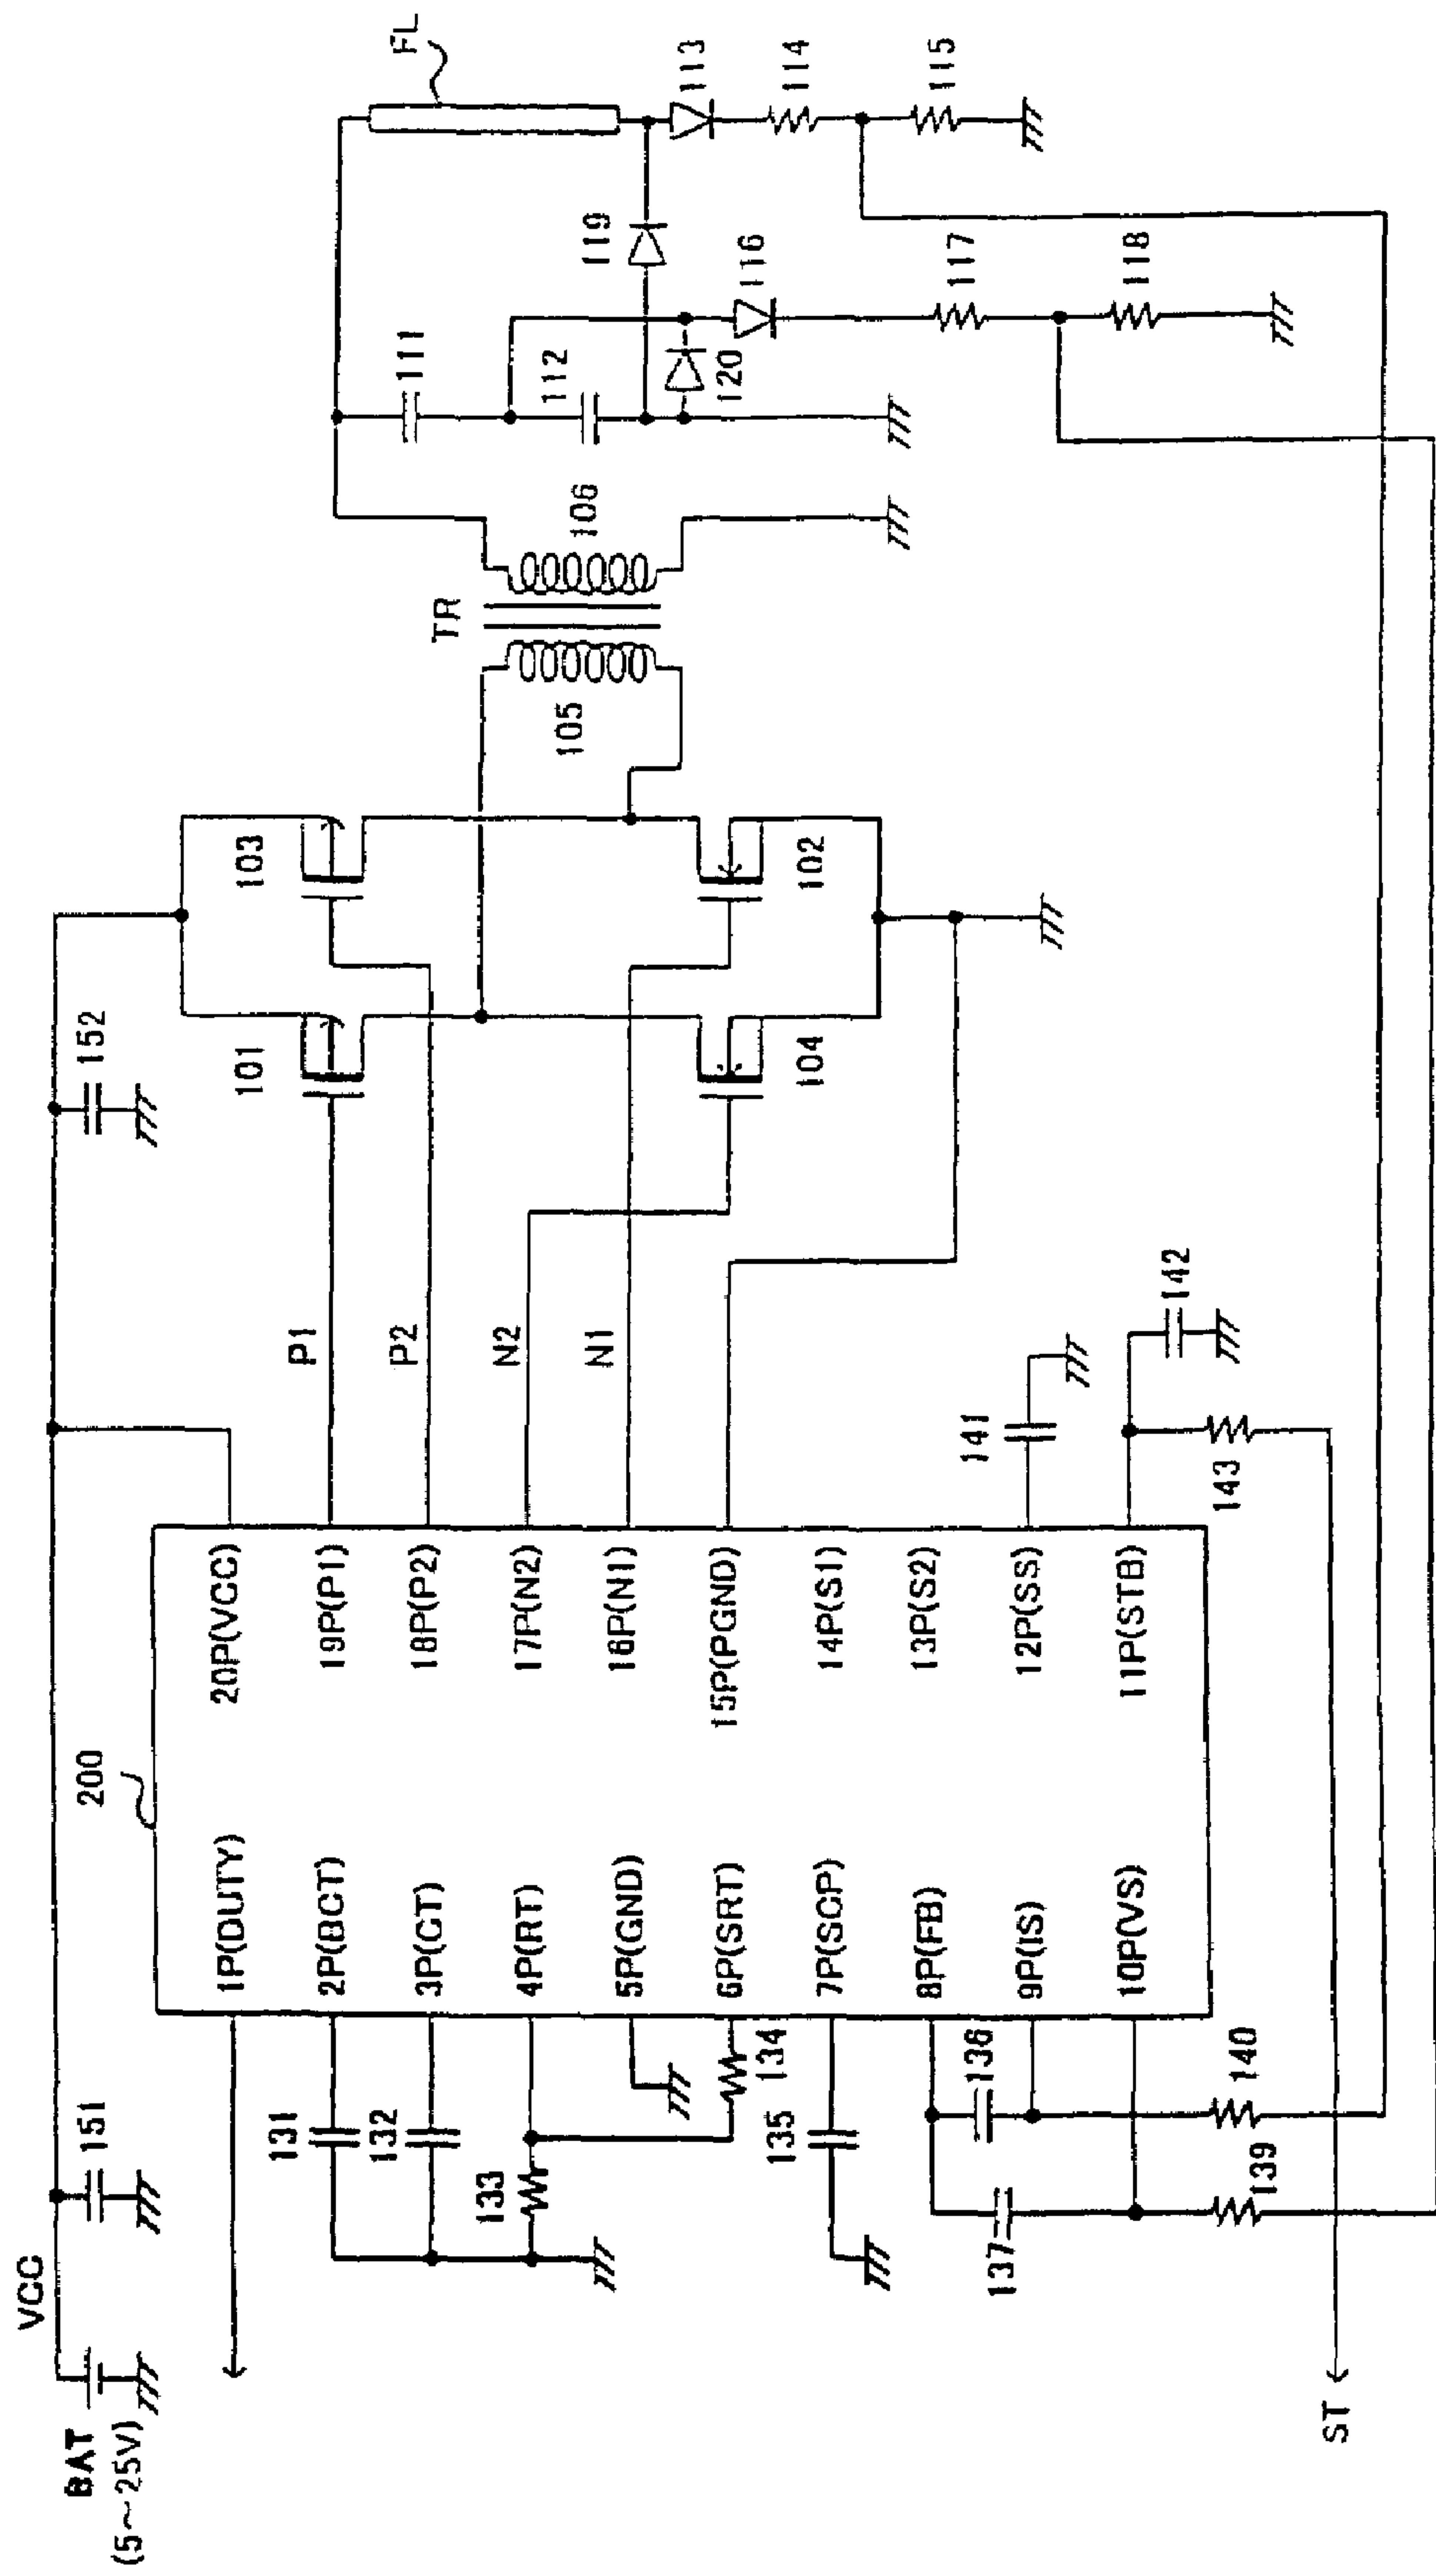 BAT
(5~25V)
VCC
151
152
200
1P(DUTY)
2P(BCT)
3P(CT)
4P(RT)
5P(GND)
6P(SRT)
7P(SCP)
8P(FB)
9P(IS)
10P(VS)
20P(VCC)
19P(P1)
18P(P2)
17P(N2)
16P(N1)
15P(PGND)
14P(S1)
13P(S2)
12P(SS)
11P(STB)
131
132
133
134
135
136
137
139
140
ST
P1
P2
N2
N1
141
142
143
101
103
104
102
105
TR
106
111
112
119
120
116
117
118
FL
113
114
115